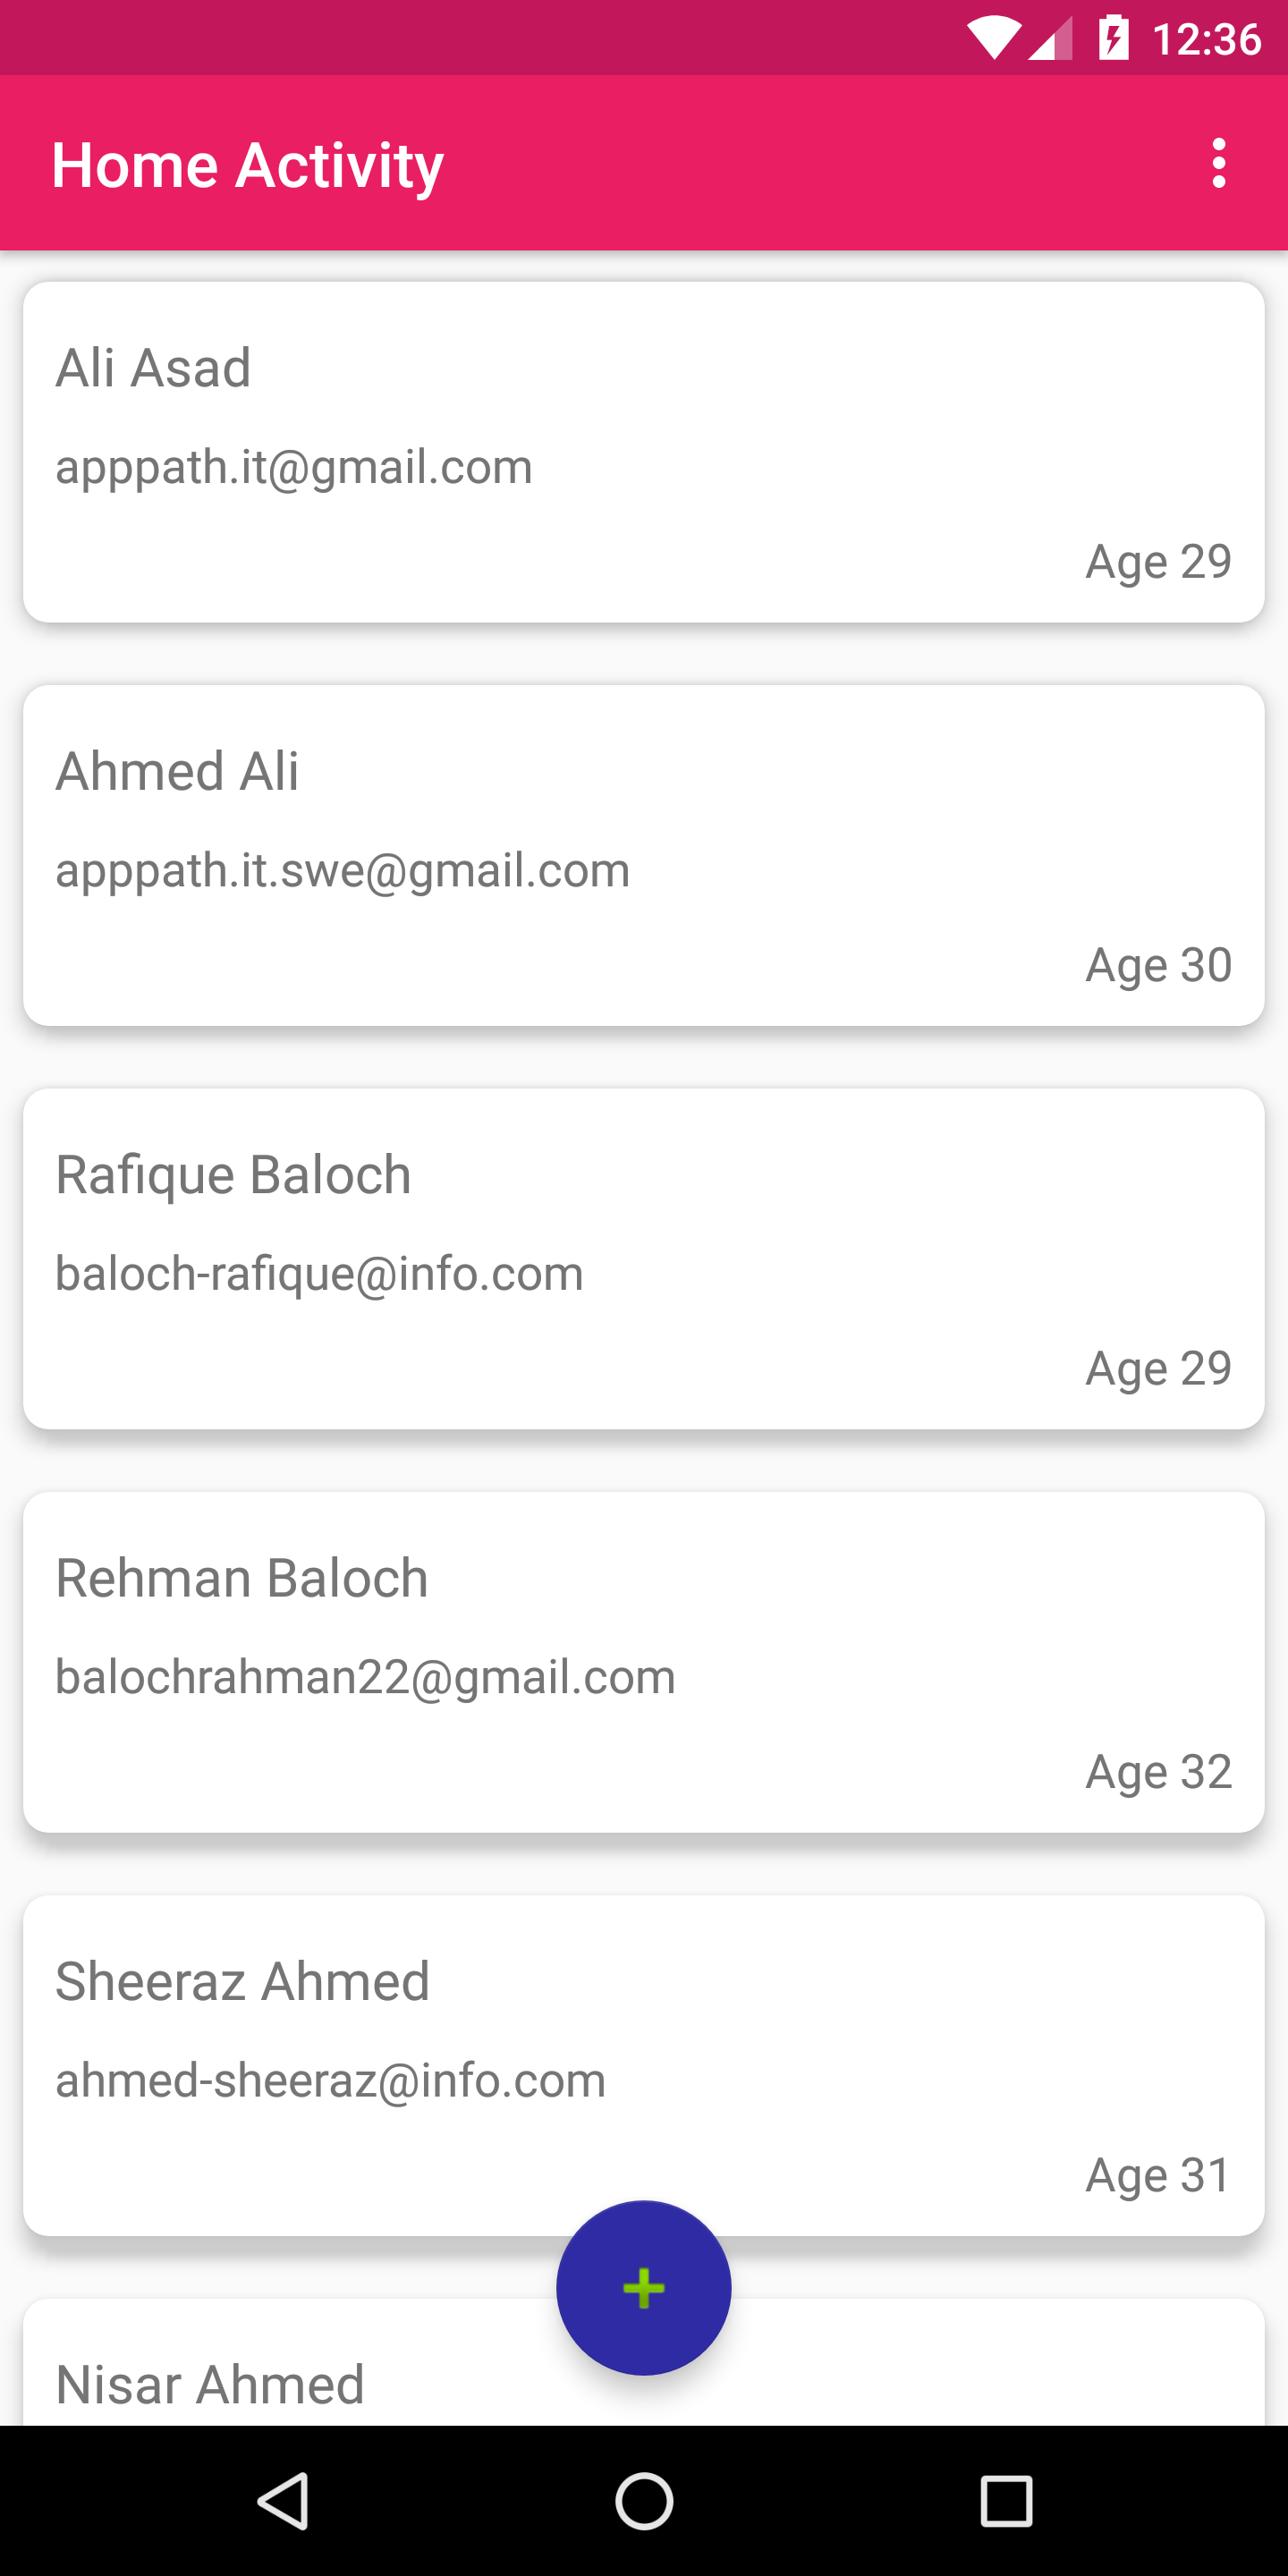 12:36
Home Activity
Ali Asad
apppath.it@gmail.com
Age 29
Ahmed Ali
apppath.it.swe@gmail.com
Age 30
Rafique Baloch
baloch-rafique@info.com
Age 29
Rehman Baloch
balochrahman22@gmail.com
Age 32
Sheeraz Ahmed
ahmed-sheeraz@info.com
Age 31
Nisar Ahmed